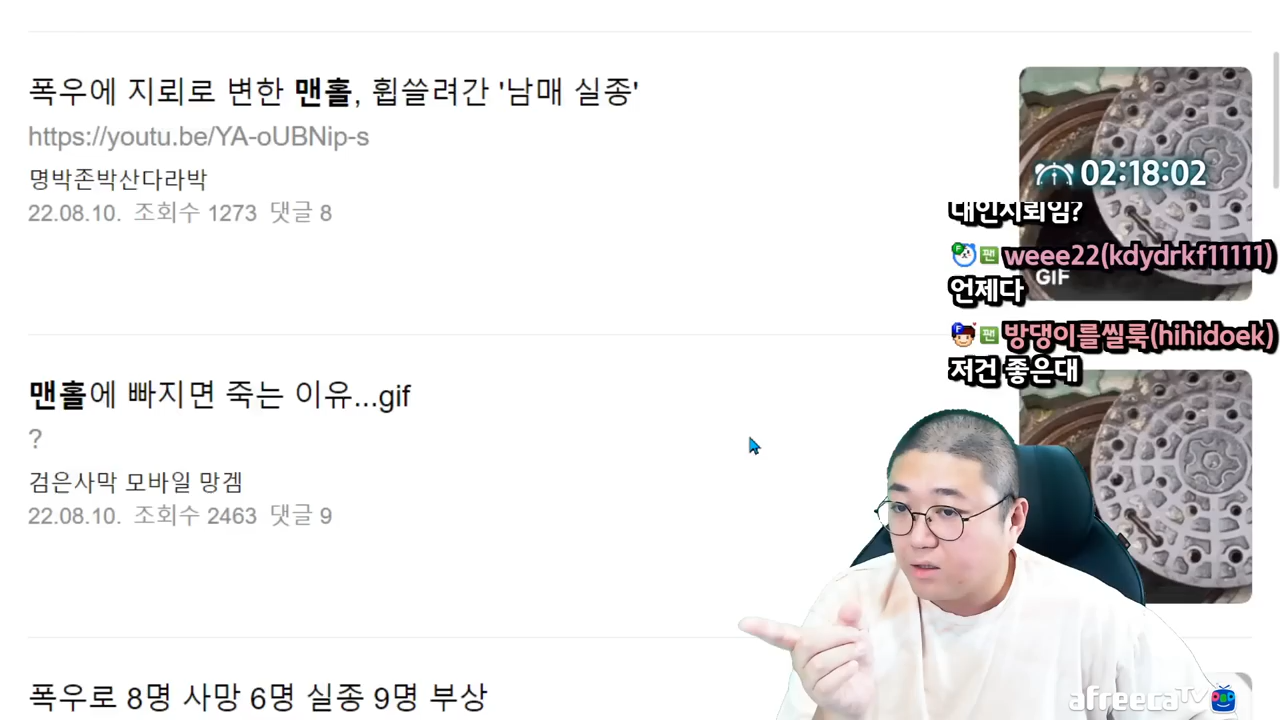 폭우에 지뢰로 변한 맨홀, 휩쓸려간 '남매 실종'
https://youtu.be/YA-oUBNip-s
명박존박산다라박
22.08.10. 조회수 1273 댓글 8
02:18:02
대인지뢰임?
F 팬 weee22(kdydrkf11111)
언제다
GIF
F 팬 방댕이를씰룩(hihidoek)
저건 좋은대
맨홀에 빠지면 죽는 이유...gif
?
검은사막 모바일 망겜
22.08.10. 조회수 2463 댓글 9
폭우로 8명 사망 6명 실종 9명 부상
afreecaTV